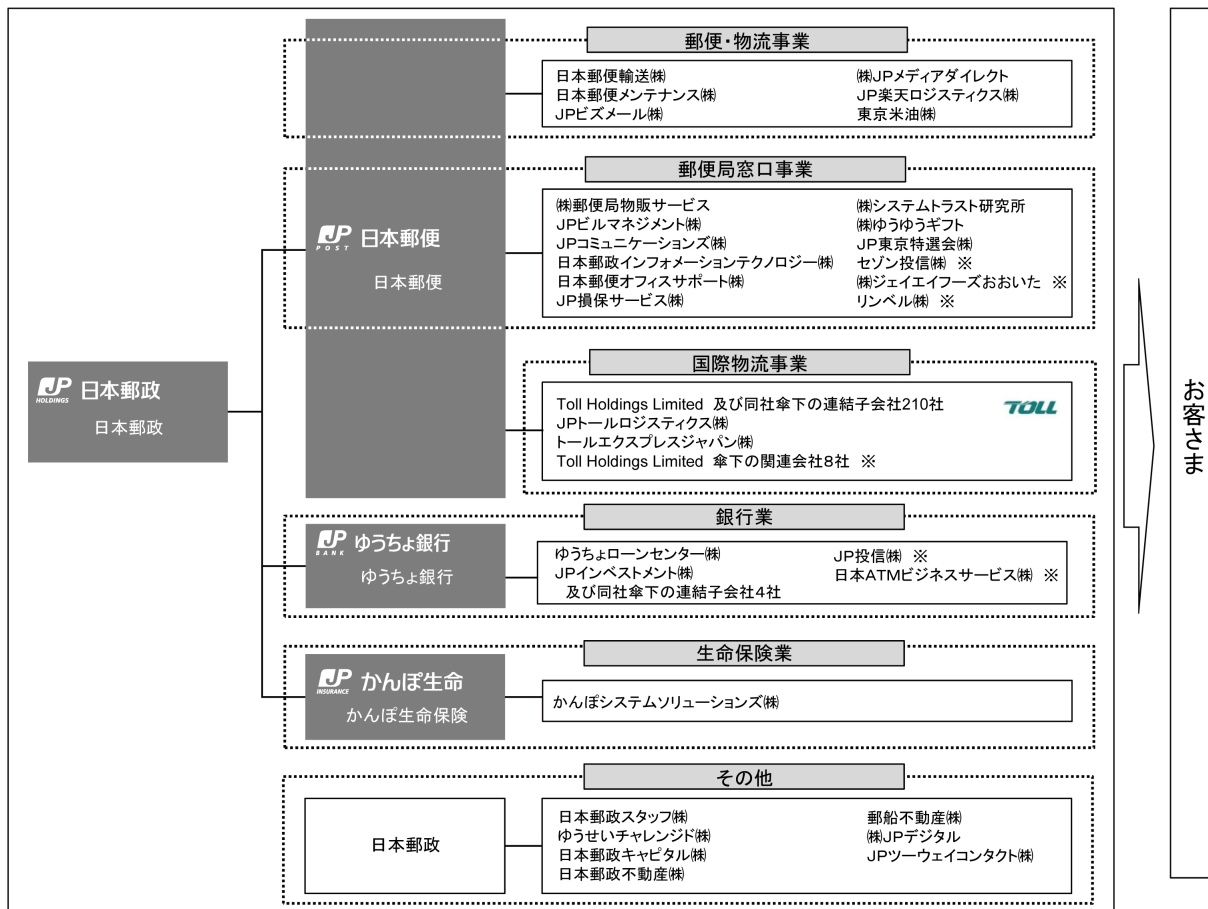 JP HOLDINGS 日本郵政
日本郵政
JP POST 日本郵便
日本郵便
郵便・物流事業
日本郵便輸送㈱
日本郵便メンテナンス㈱
JPビズメール㈱
㈱JPメディアダイレクト
JP楽天ロジスティクス㈱
東京米油㈱
郵便局窓口事業
㈱郵便局物販サービス
JPビルマネジメント㈱
JPコミュニケーションズ㈱
日本郵政インフォメーションテクノロジー㈱
日本郵便オフィスサポート㈱
JP損保サービス㈱
㈱システムトラスト研究所
㈱ゆうゆうギフト
JP東京特選会㈱
セゾン投信㈱ ※
㈱ジェイエイフーズおおいた ※
リンベル㈱ ※
国際物流事業
Toll Holdings Limited 及び同社傘下の連結子会社210社
JPトールロジスティクス㈱
トールエクスプレスジャパン㈱
Toll Holdings Limited 傘下の関連会社8社 ※
TOLL
JP BANK ゆうちょ銀行
ゆうちょ銀行
銀行業
ゆうちょローンセンター㈱
JPインベストメント㈱
及び同社傘下の連結子会社4社
JP投信㈱ ※
日本ATMビジネスサービス㈱ ※
JP INSURANCE かんぽ生命
かんぽ生命保険
生命保険業
かんぽシステムソリューションズ㈱
その他
日本郵政
日本郵政スタッフ㈱
ゆうせいチャレンジド㈱
日本郵政キャピタル㈱
日本郵政不動産㈱
郵船不動産㈱
㈱JPデジタル
JPツーウェイコンタクト㈱
お客さま